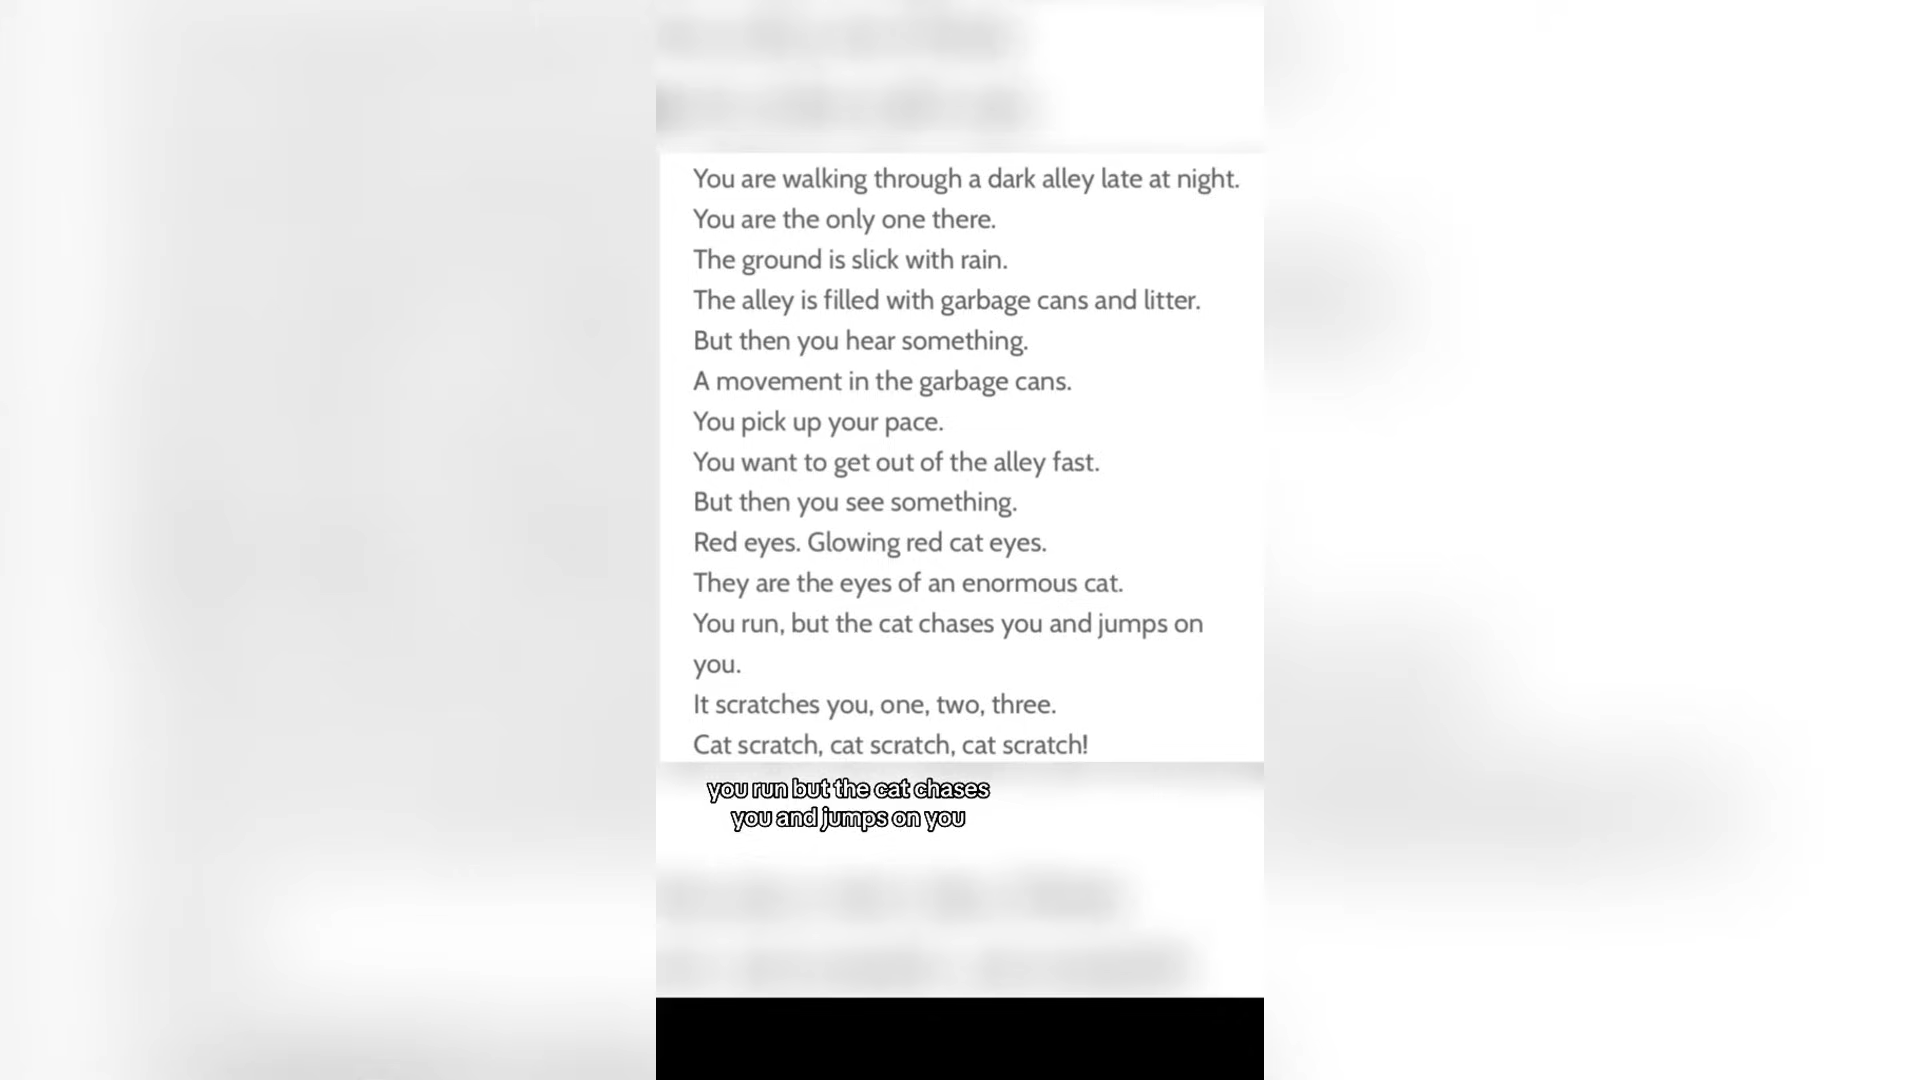 You are walking through a dark alley late at night.
You are the only one there.
The ground is slick with rain.
The alley is filled with garbage cans and litter.
But then you hear something.
A movement in the garbage cans.
You pick up your pace.
You want to get out of the alley fast.
But then you see something.
Red eyes. Glowing red cat eyes.
They are the eyes of an enormous cat.
You run, but the cat chases you and jumps on
you.
It scratches you, one, two, three.
Cat scratch, cat scratch, cat scratch!
you run but the cat chases
you and jumps on you